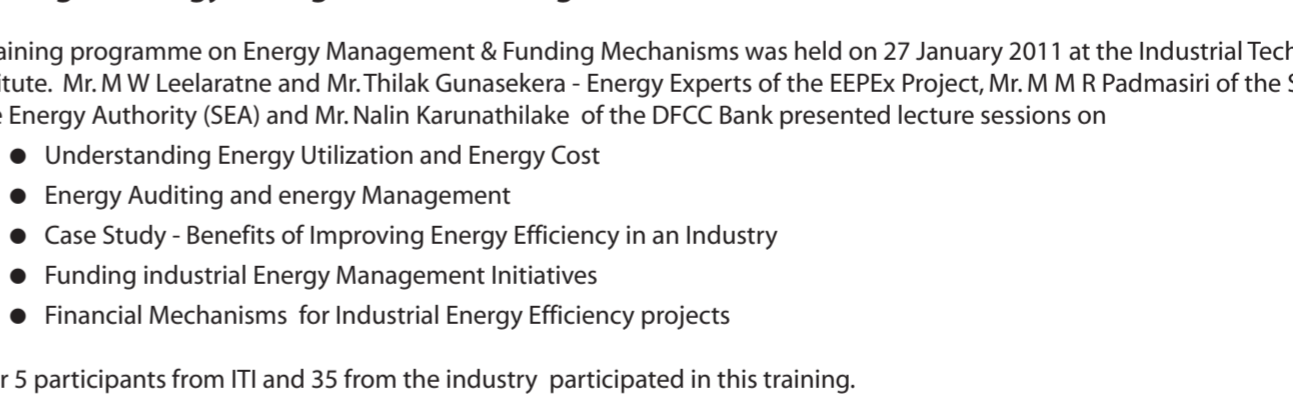 aining programme on Energy Management & Funding Mechanisms was held on 27 January 2011 at the Industrial Tech
itute. Mr. M W Leelaratne and Mr. Thilak Gunasekera - Energy Experts of the EEPEx Project, Mr. M M R Padmasiri of the S
e Energy Authority (SEA) and Mr. Nalin Karunathilake of the DFCC Bank presented lecture sessions on
● Understanding Energy Utilization and Energy Cost
● Energy Auditing and energy Management
● Case Study - Benefits of Improving Energy Efficiency in an Industry
● Funding industrial Energy Management Initiatives
● Financial Mechanisms for Industrial Energy Efficiency projects
r 5 participants from ITI and 35 from the industry participated in this training.